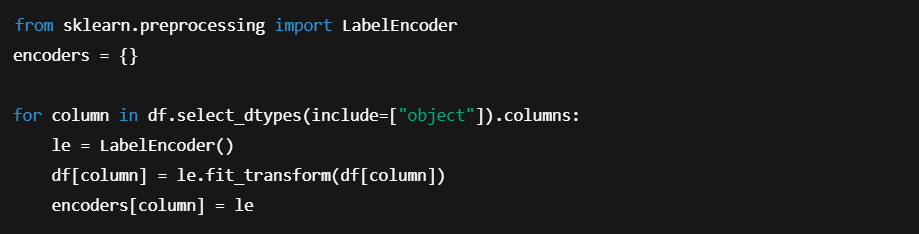 from sklearn.preprocessing import LabelEncoder
encoders = {}
for column in df.select_dtypes(include=["object"]).columns:
    le = LabelEncoder()
    df[column] = le.fit_transform(df[column])
    encoders[column] = le